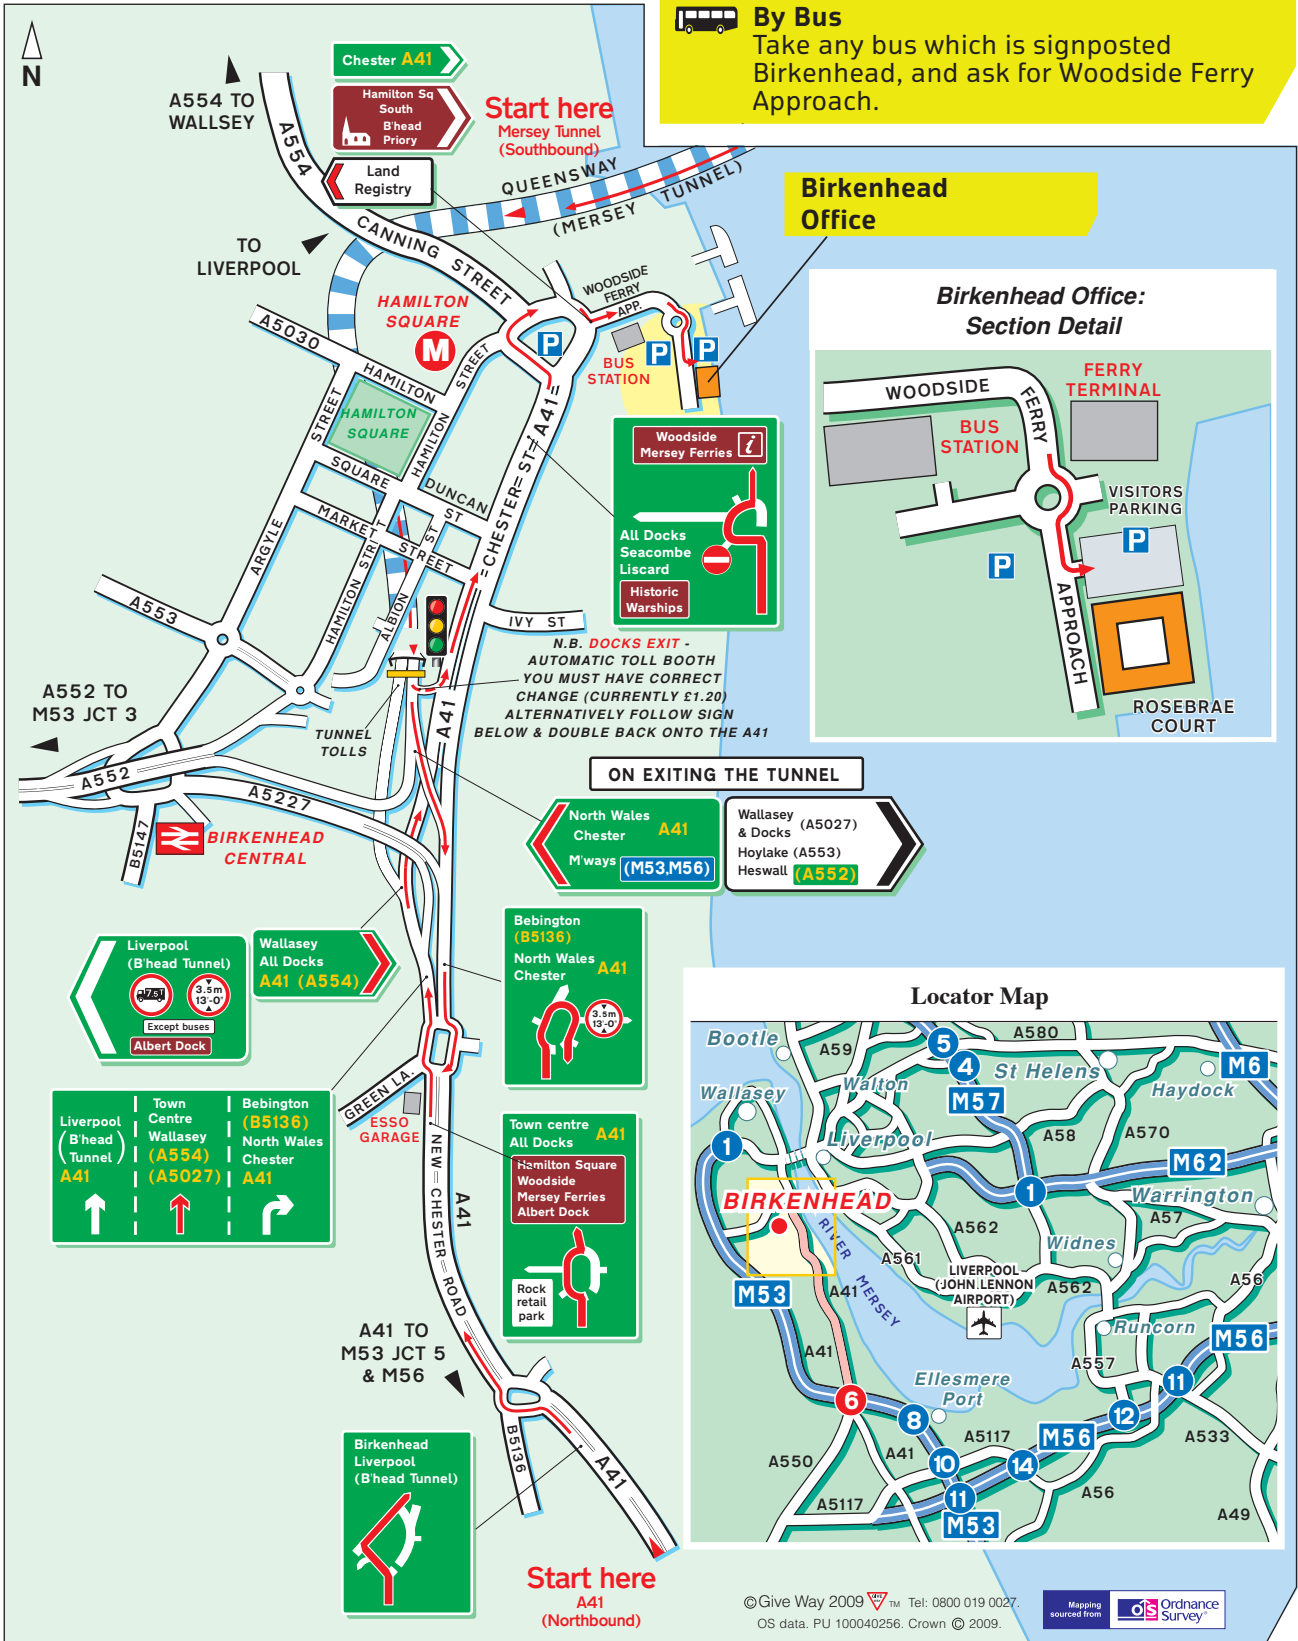 By Bus
Take any bus which is signposted
Birkenhead, and ask for Woodside Ferry
Approach.
N
A554 TO
WALLSEY
A554
Chester A41
Hamilton Sq
South
B'head
Priory
Land
Registry
Start here
Mersey Tunnel
(Southbound)
QUEENSWAY
(MERSEY TUNNEL)
Birkenhead
Office
TO
LIVERPOOL
CANNING STREET
WOODSIDE
FERRY
APP.
HAMILTON
SQUARE
M
P
P
P
BUS
STATION
A5030
HAMILTON
STREET
HAMILTON
SQUARE
STREET
HAMILTON
SQUARE
DUNCAN
ST
MARKET
STREET
ARGYLE
HAMILTON STREET
ALBION
ST
CHESTER ST A41
A553
IVY ST
Woodside
Mersey Ferries
i
All Docks
Seacombe
Liscard
Historic
Warships
N.B. DOCKS EXIT -
AUTOMATIC TOLL BOOTH
YOU MUST HAVE CORRECT
CHANGE (CURRENTLY £1.20)
ALTERNATIVELY FOLLOW SIGN
BELOW & DOUBLE BACK ONTO THE A41
Birkenhead Office:
Section Detail
WOODSIDE
FERRY
APPROACH
FERRY
TERMINAL
BUS
STATION
VISITORS
PARKING
P
P
ROSEBRAE
COURT
A552 TO
M53 JCT 3
TUNNEL
TOLLS
A41
A552
A5227
B5147
BIRKENHEAD
CENTRAL
ON EXITING THE TUNNEL
North Wales
Chester A41
M'ways (M53,M56)
Wallasey
& Docks (A5027)
Hoylake (A553)
Heswall (A552)
Liverpool
(B'head Tunnel)
7.5T
3.5m
13'-0"
Except buses
Albert Dock
Wallasey
All Docks
A41 (A554)
Bebington
(B5136)
North Wales
Chester A41
3.5m
13'-0"
Liverpool
(B'head
Tunnel)
A41
Town
Centre
Wallasey
(A554)
(A5027)
Bebington
(B5136)
North Wales
Chester
A41
GREEN LA.
ESSO
GARAGE
NEW CHESTER ROAD
A41
Town centre
All Docks A41
Hamilton Square
Woodside
Mersey Ferries
Albert Dock
Rock
retail
park
A41 TO
M53 JCT 5
& M56
B5136
A41
Birkenhead
Liverpool
(B'head Tunnel)
Start here
A41
(Northbound)
Locator Map
Bootle
A59
5
A580
4
M57
St Helens
M6
Haydock
Walton
Wallasey
1
Liverpool
A58
A570
M62
1
Warrington
BIRKENHEAD
A562
A57
Widnes
A561
RIVER MERSEY
LIVERPOOL
(JOHN LENNON
AIRPORT)
A562
A56
M53
A41
Runcorn
M56
A41
A557
11
Ellesmere
Port
6
8
12
A5117
M56
A533
A550
A41
10
14
A5117
11
A56
A49
M53
©Give Way 2009 TM Tel: 0800 019 0027.
OS data. PU 100040256. Crown © 2009.
Mapping
sourced from
OS Ordnance
Survey®